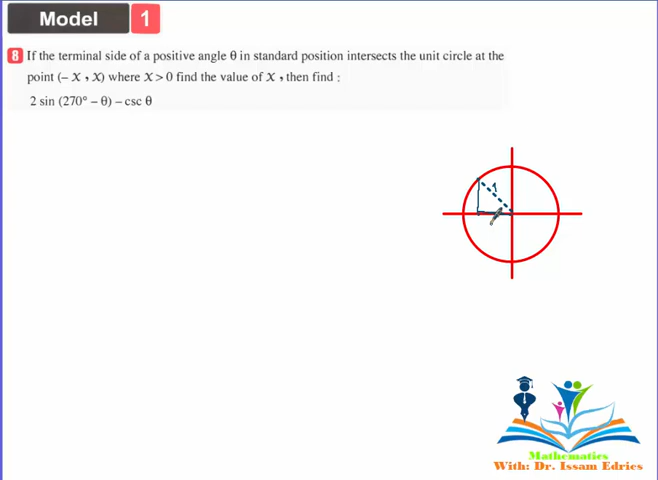 Model 1
8 If the terminal side of a positive angle θ in standard position intersects the unit circle at the
point (– X , X) where X > 0 find the value of X , then find :
2 sin (270° – θ) – csc θ
1
Mathematics
With: Dr. Issam Edries